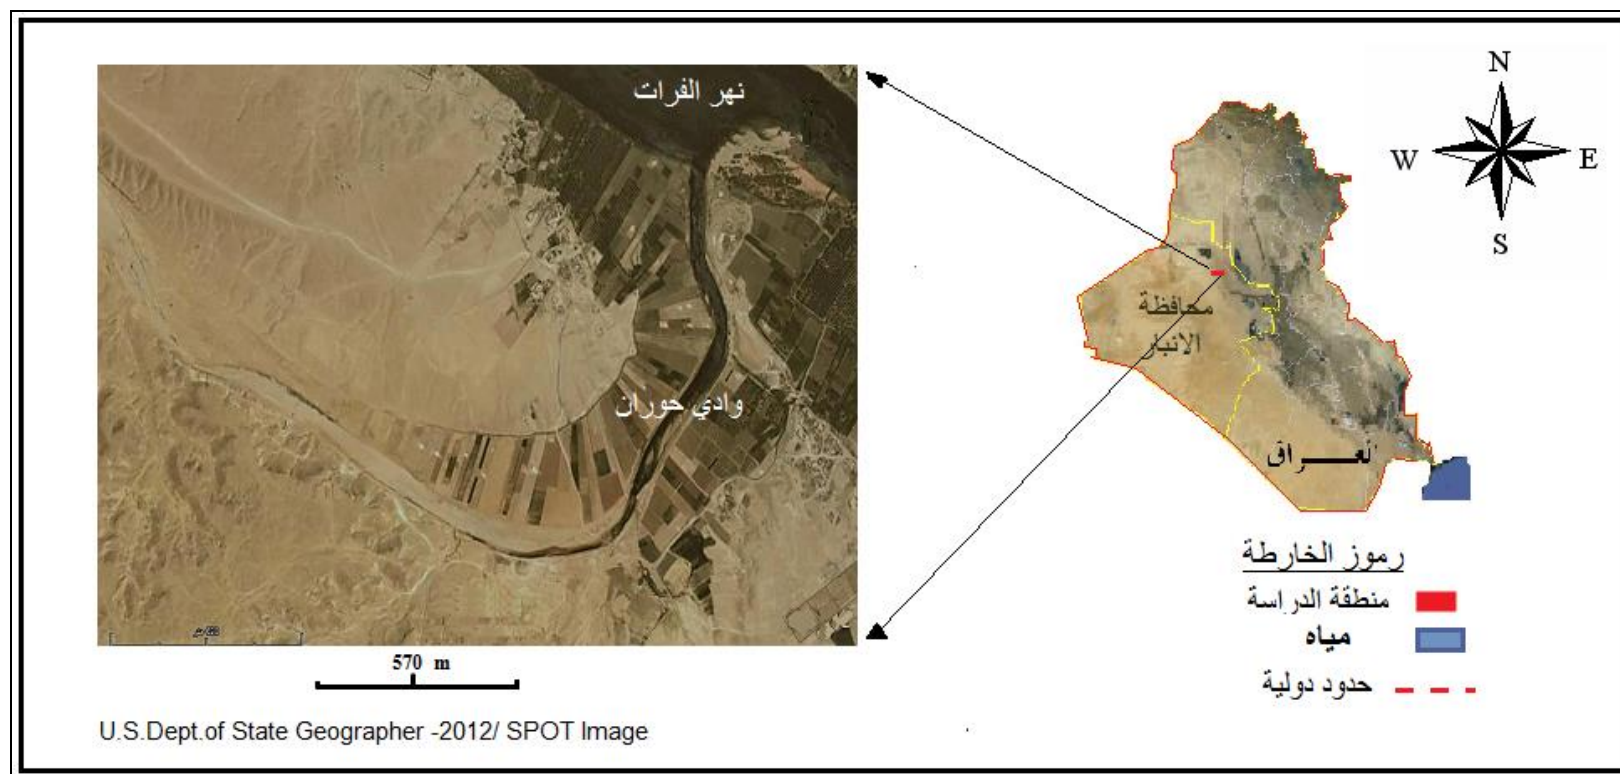 نهر الفرات
وادي حوران
570 m
U.S.Dept.of State Geographer -2012/ SPOT Image
N
W
E
S
محافظة
الانبار
العـــراق
رموز الخارطة
منطقة الدراسة
مياه
حدود دولية